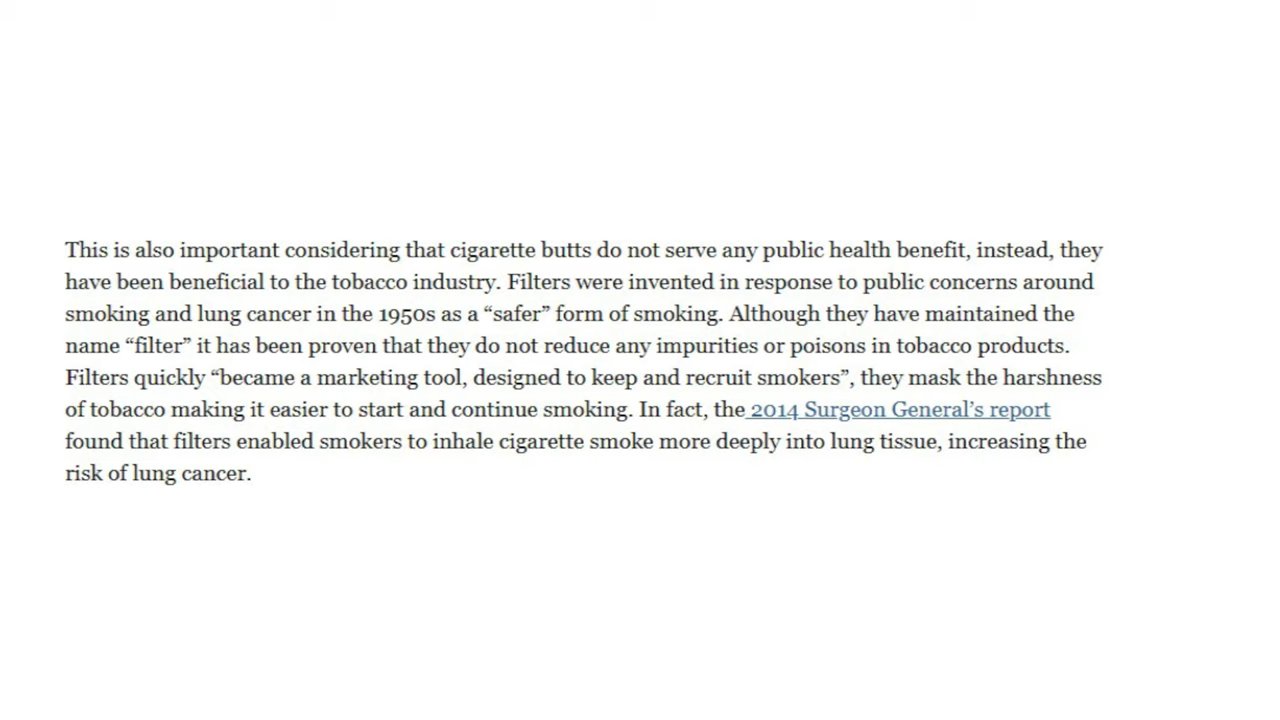 This is also important considering that cigarette butts do not serve any public health benefit, instead, they
have been beneficial to the tobacco industry. Filters were invented in response to public concerns around
smoking and lung cancer in the 1950s as a “safer” form of smoking. Although they have maintained the
name “filter” it has been proven that they do not reduce any impurities or poisons in tobacco products.
Filters quickly “became a marketing tool, designed to keep and recruit smokers”, they mask the harshness
of tobacco making it easier to start and continue smoking. In fact, the 2014 Surgeon General’s report
found that filters enabled smokers to inhale cigarette smoke more deeply into lung tissue, increasing the
risk of lung cancer.